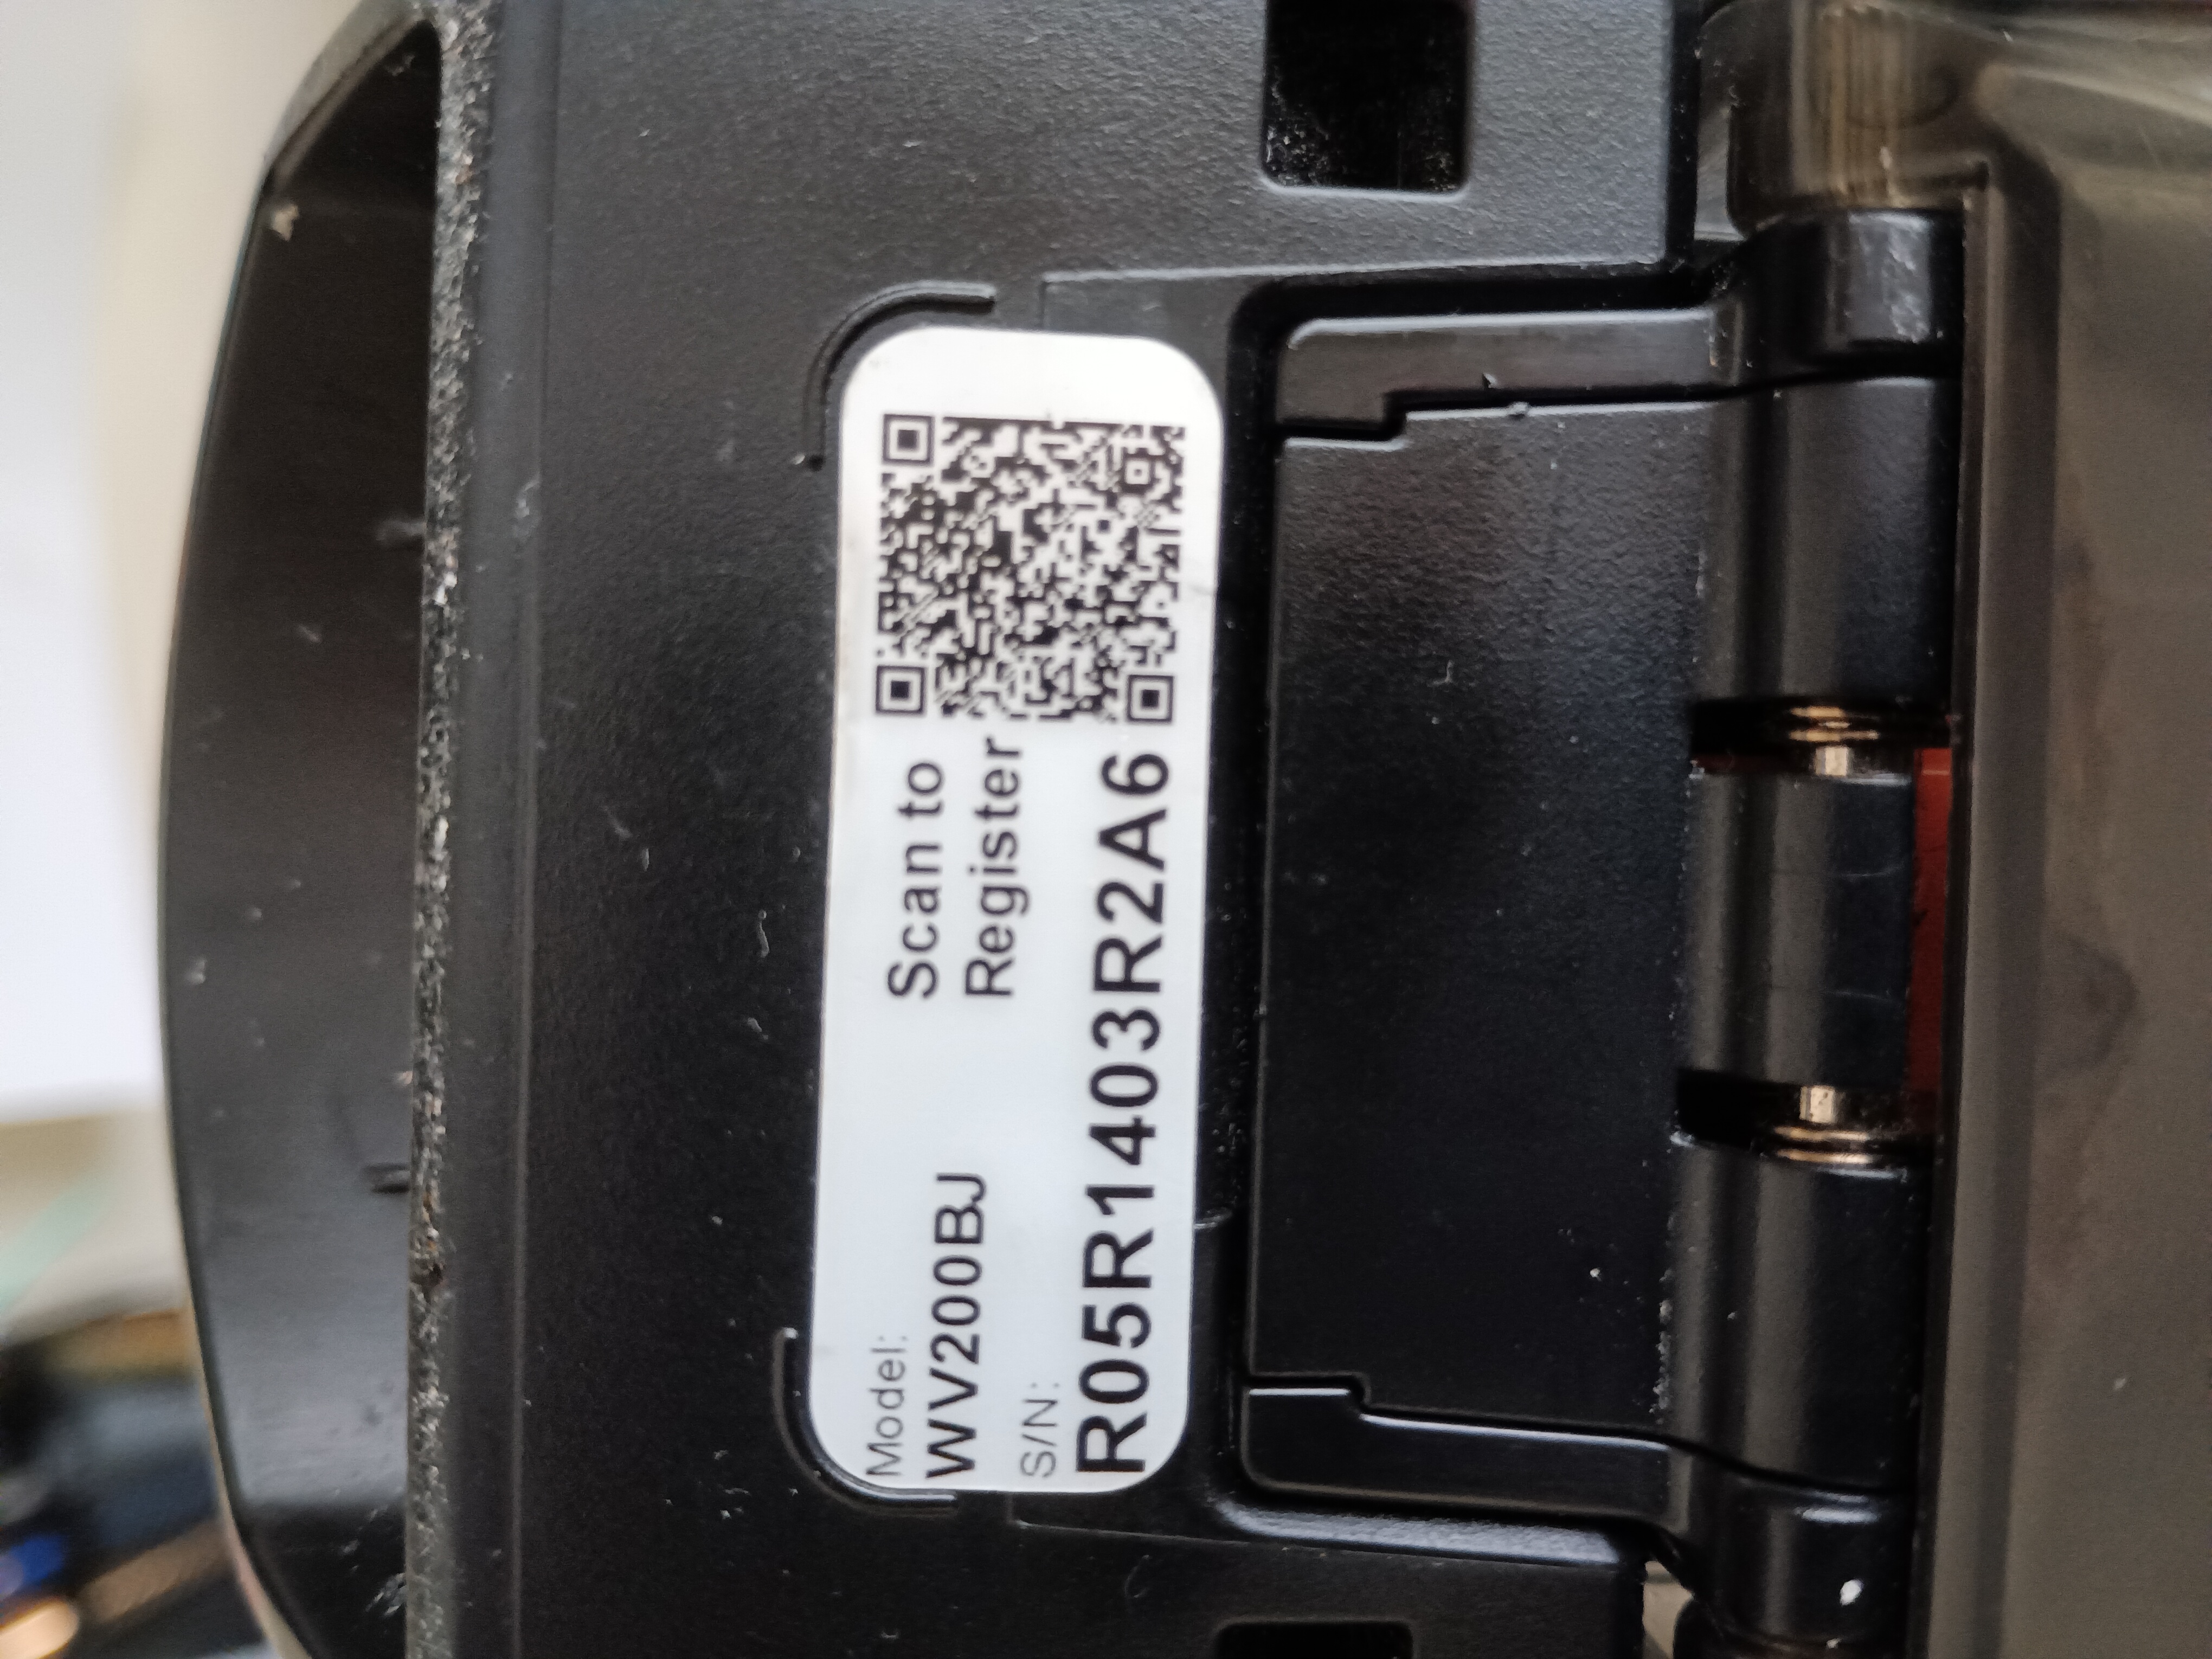 Model:
WV200BJ
Scan to
Register
S/N:
R05R1403R2A6